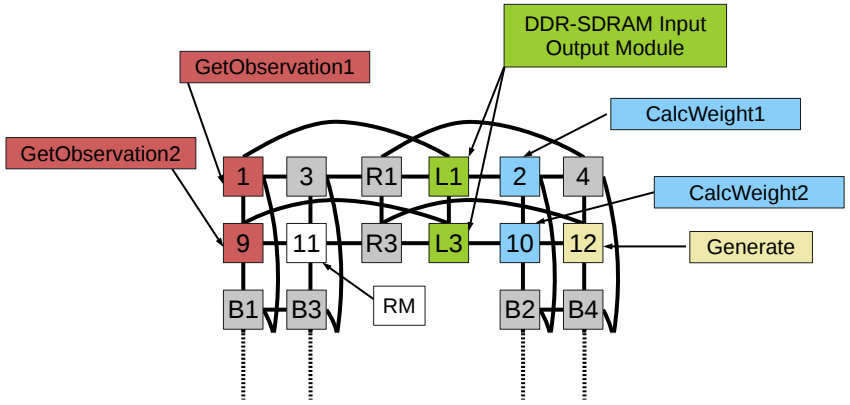 DDR-SDRAM Input
Output Module
GetObservation1
CalcWeight1
GetObservation2
1 3 R1 L1 2 4
CalcWeight2
9 11 R3 L3 10 12
Generate
B1 B3 RM B2 B4